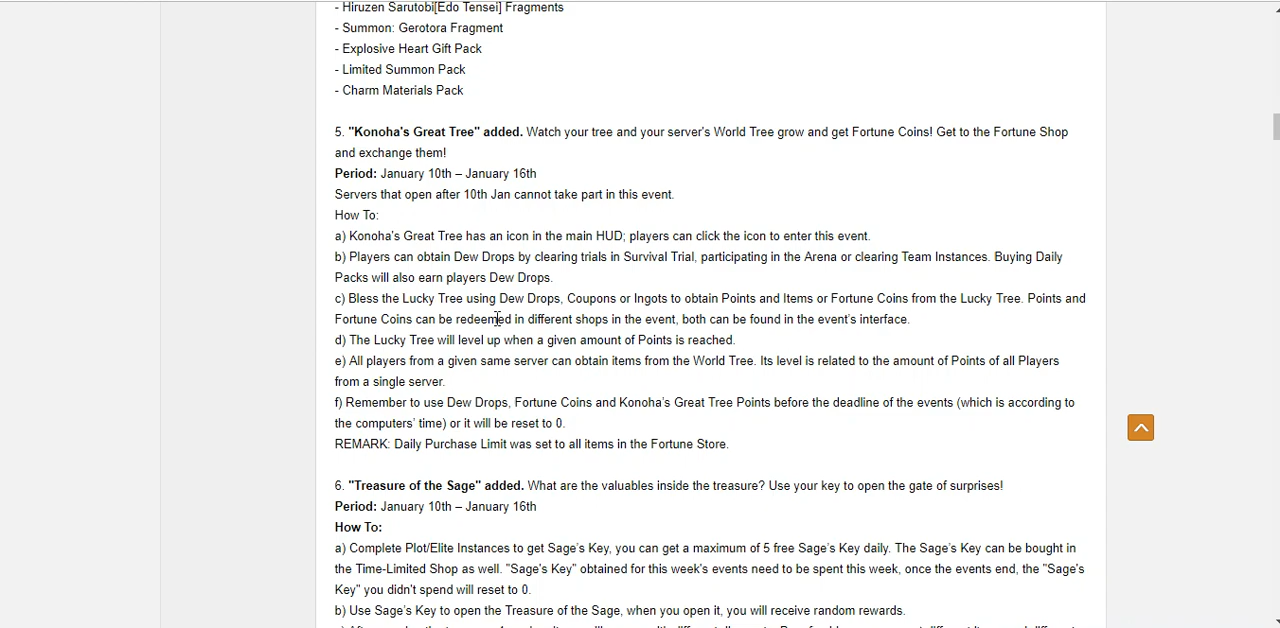 - Hiruzen Sarutobi[Edo Tensei] Fragments
- Summon: Gerotora Fragment
- Explosive Heart Gift Pack
- Limited Summon Pack
- Charm Materials Pack
5. "Konoha's Great Tree" added. Watch your tree and your server's World Tree grow and get Fortune Coins! Get to the Fortune Shop
and exchange them!
Period: January 10th – January 16th
Servers that open after 10th Jan cannot take part in this event.
How To:
a) Konoha's Great Tree has an icon in the main HUD; players can click the icon to enter this event.
b) Players can obtain Dew Drops by clearing trials in Survival Trial, participating in the Arena or clearing Team Instances. Buying Daily
Packs will also earn players Dew Drops.
c) Bless the Lucky Tree using Dew Drops, Coupons or Ingots to obtain Points and Items or Fortune Coins from the Lucky Tree. Points and
Fortune Coins can be redeemed in different shops in the event, both can be found in the event's interface.
d) The Lucky Tree will level up when a given amount of Points is reached.
e) All players from a given same server can obtain items from the World Tree. Its level is related to the amount of Points of all Players
from a single server.
f) Remember to use Dew Drops, Fortune Coins and Konoha's Great Tree Points before the deadline of the events (which is according to
the computers' time) or it will be reset to 0.
REMARK: Daily Purchase Limit was set to all items in the Fortune Store.
6. "Treasure of the Sage" added. What are the valuables inside the treasure? Use your key to open the gate of surprises!
Period: January 10th – January 16th
How To:
a) Complete Plot/Elite Instances to get Sage's Key, you can get a maximum of 5 free Sage's Key daily. The Sage's Key can be bought in
the Time-Limited Shop as well. "Sage's Key" obtained for this week's events need to be spent this week, once the events end, the "Sage's
Key" you didn't spend will reset to 0.
b) Use Sage's Key to open the Treasure of the Sage, when you open it, you will receive random rewards.